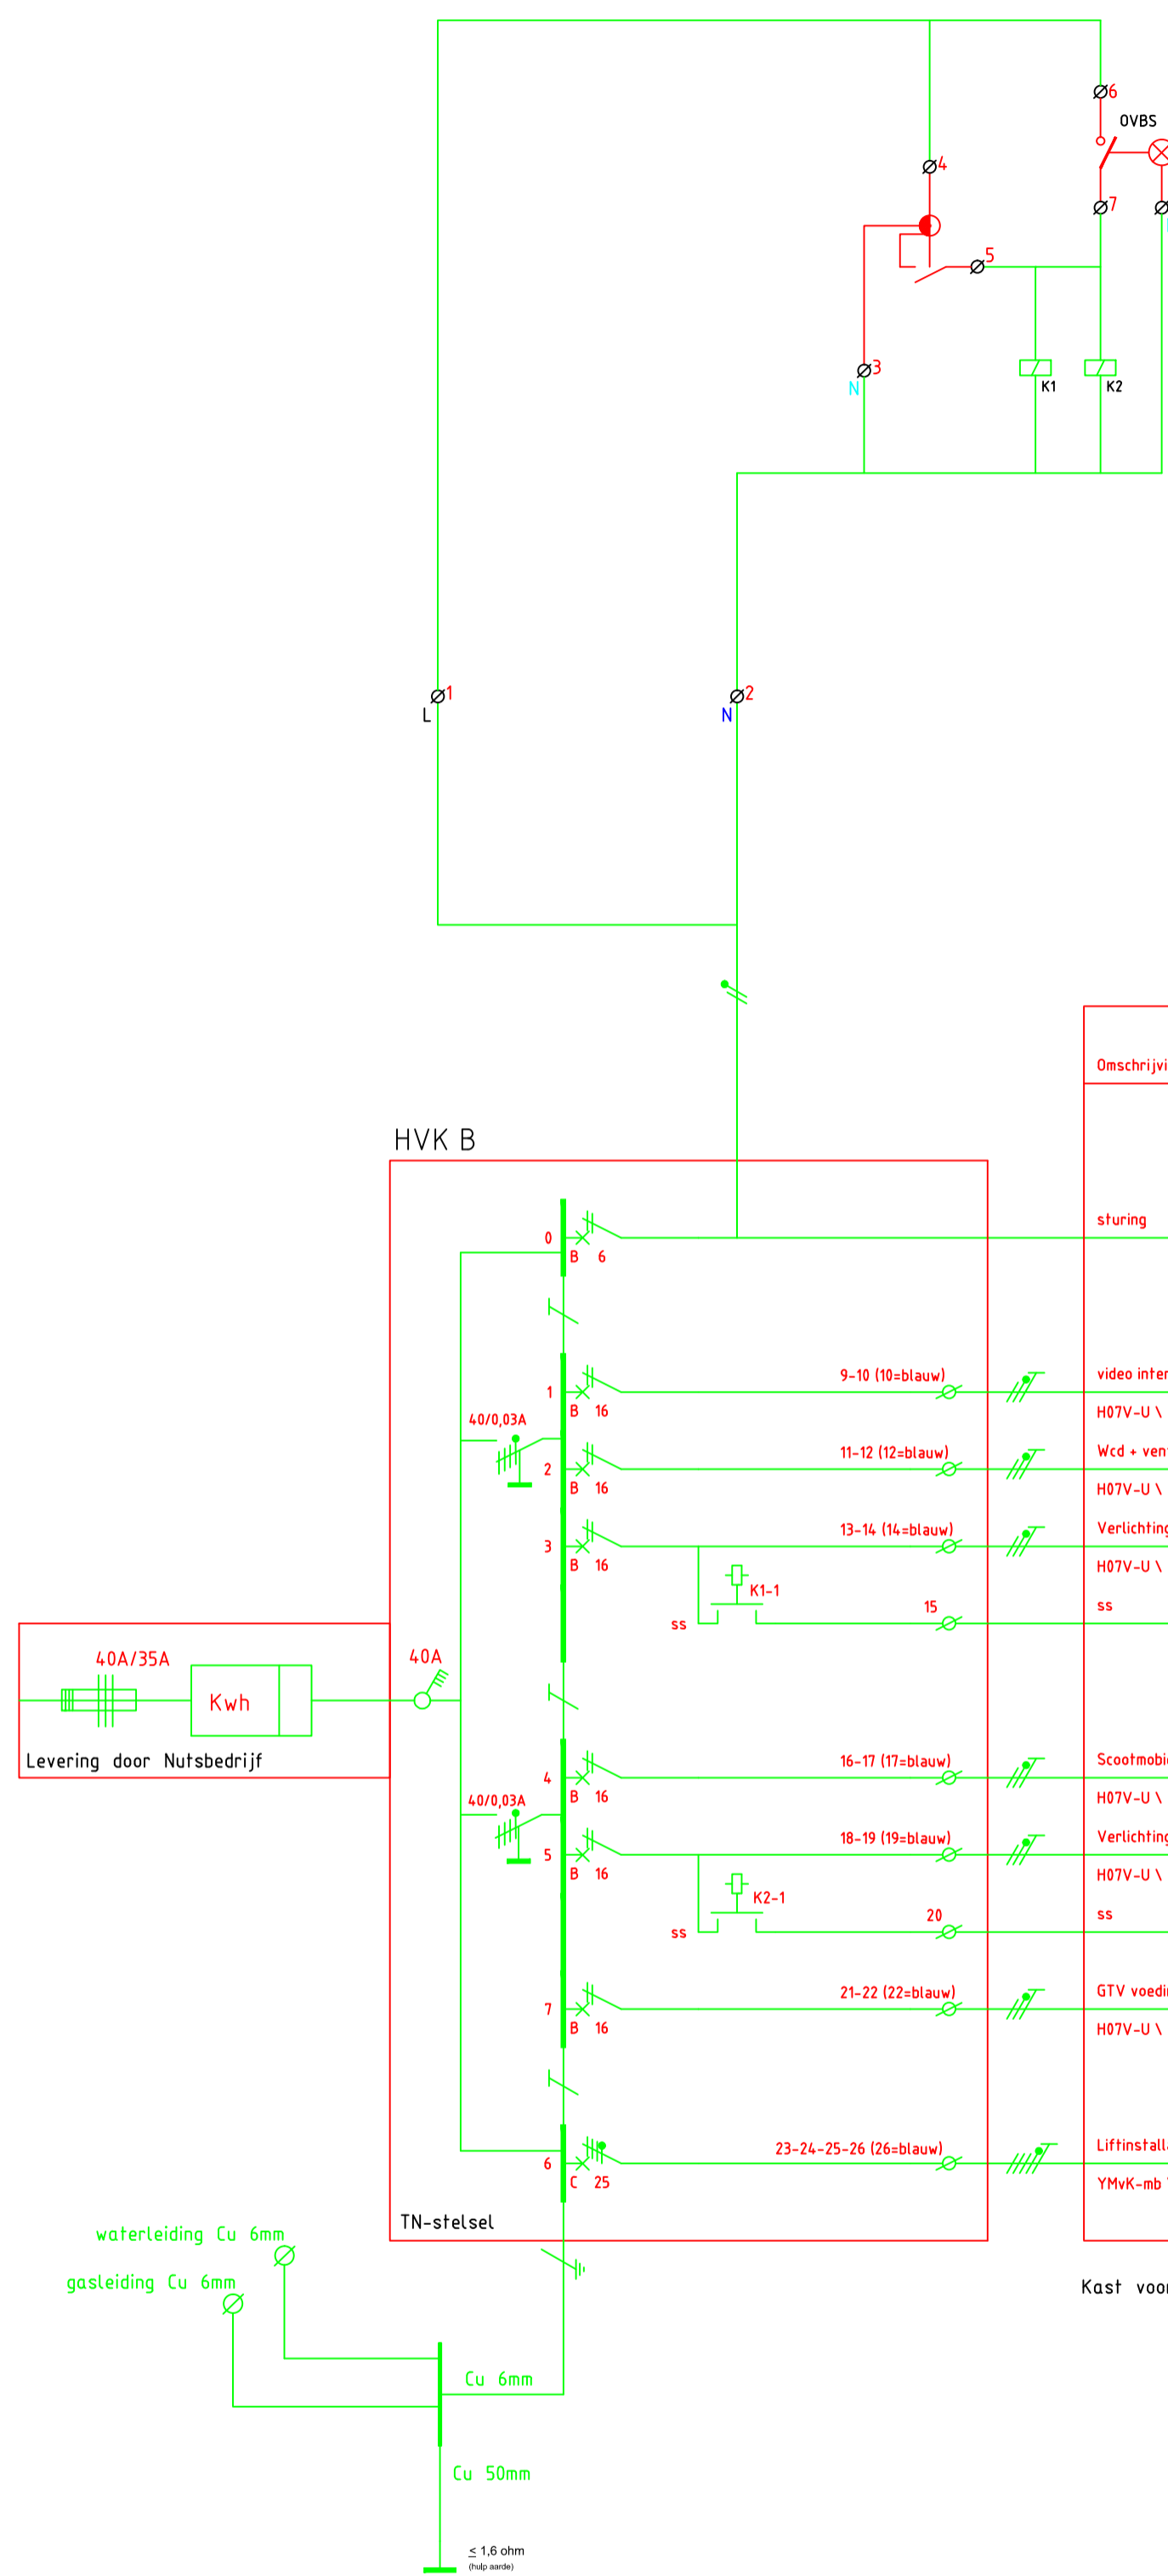 6
OVBS
4
7
5
3
N
K1
K2
1
L
2
N
Omschrijvi
HVK B
sturing
0
B 6
9-10 (10=blauw)
video inter
1
B 16
H07V-U \
40/0,03A
11-12 (12=blauw)
Wcd + ven
2
B 16
H07V-U \
13-14 (14=blauw)
Verlichting
3
B 16
H07V-U \
K1-1
15
ss
ss
40A/35A
40A
Kwh
Levering door Nutsbedrijf
16-17 (17=blauw)
Scootmobi
4
B 16
H07V-U \
40/0,03A
18-19 (19=blauw)
Verlichting
5
B 16
H07V-U \
K2-1
20
ss
ss
21-22 (22=blauw)
GTV voedi
7
B 16
H07V-U \
23-24-25-26 (26=blauw)
Liftinstall
6
C 25
YMvK-mb
TN-stelsel
waterleiding Cu 6mm
gasleiding Cu 6mm
Kast voor
Cu 6mm
Cu 50mm
≤ 1,6 ohm
(hulp aarde)